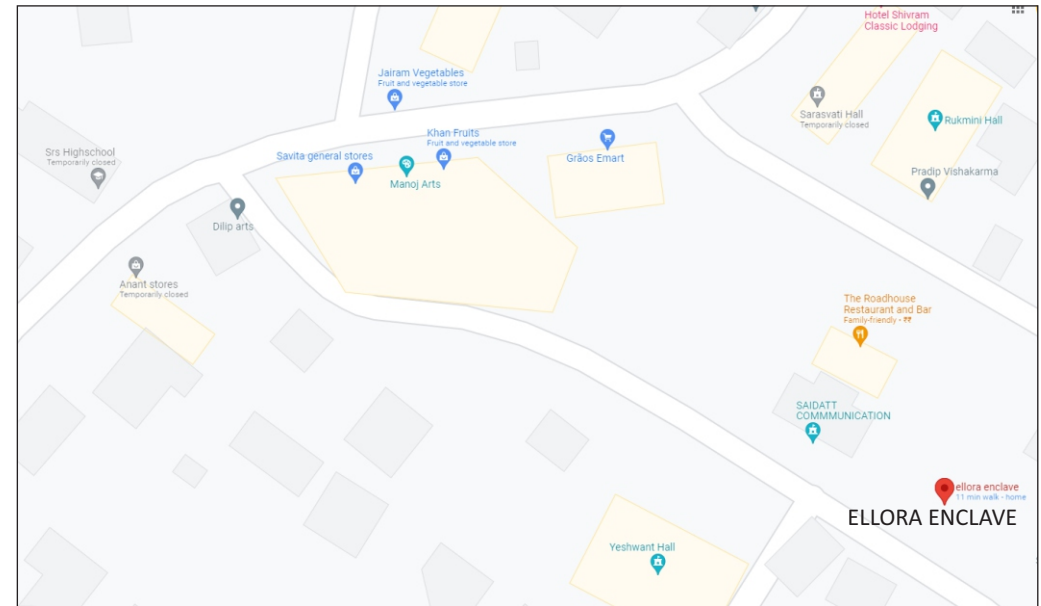 Hotel Shivram
Classic Lodging
Jairam Vegetables
Fruit and vegetable store
Sarasvati Hall
Temporarily closed
Rukmini Hall
Khan Fruits
Fruit and vegetable store
Srs Highschool
Temporarily closed
Savita general stores
Grãos Emart
Manoj Arts
Pradip Vishakarma
Dilip arts
Anant stores
Temporarily closed
The Roadhouse
Restaurant and Bar
Family-friendly · ₹₹
SAIDATT
COMMMUNICATION
ellora enclave
11 min walk - home
ELLORA ENCLAVE
Yeshwant Hall